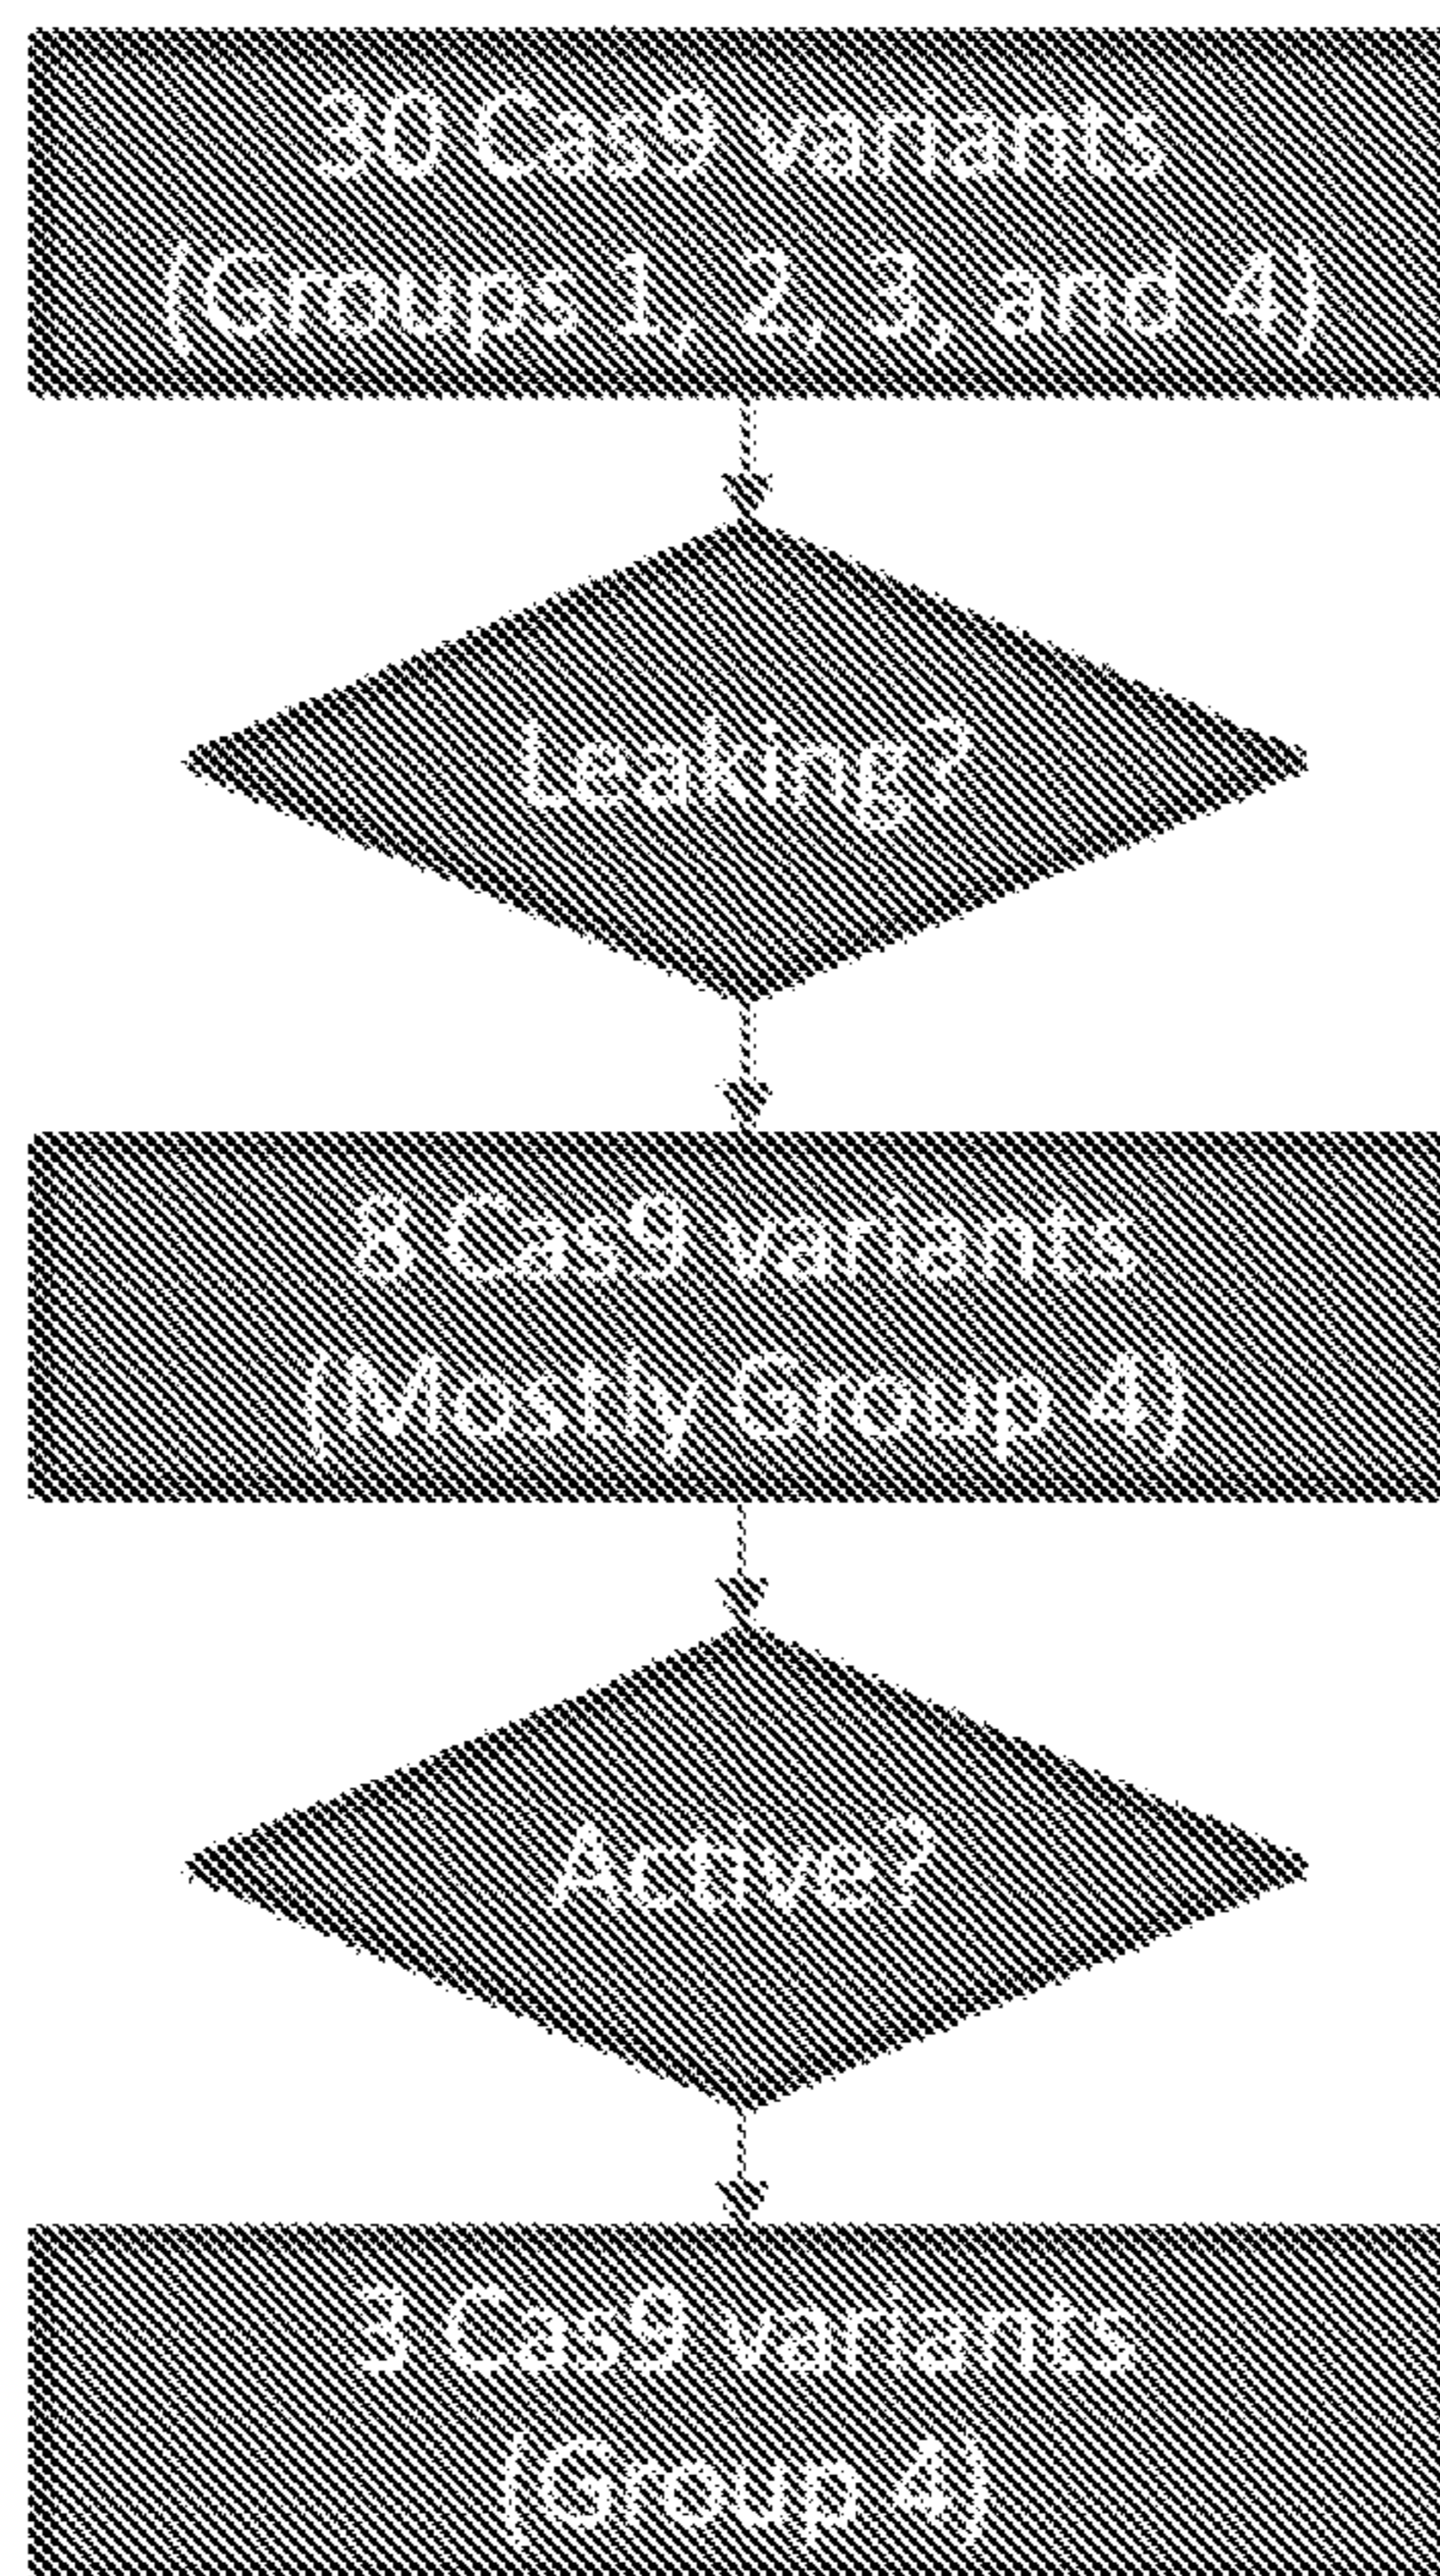 30 Cas9 variants
(Groups 1, 2, 3, and 4)
Leaking?
8 Cas9 variants
(Mostly Group 4)
Active?
3 Cas9 variants
(Group 4)